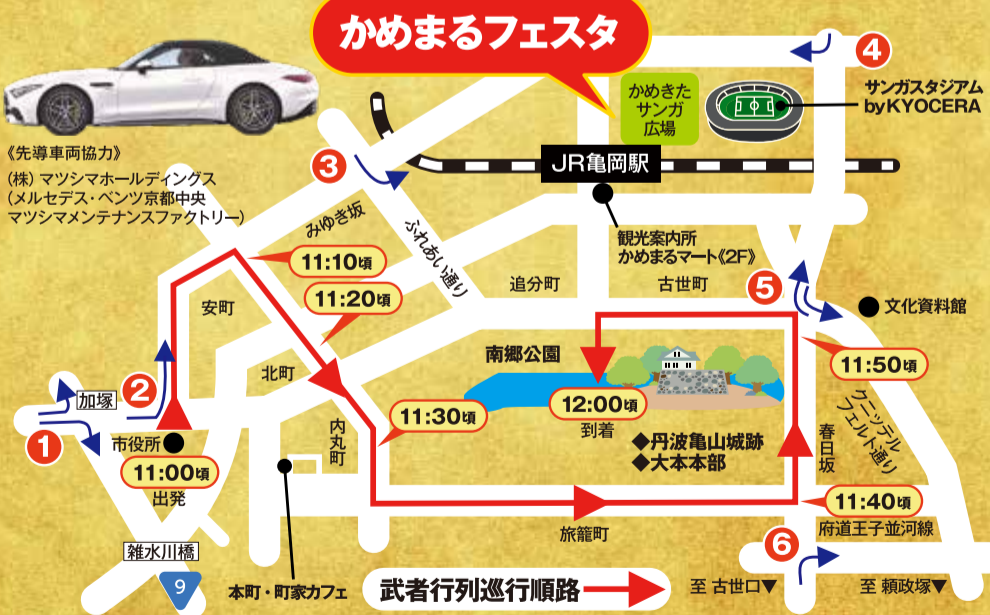 かめまるフェスタ
4
サンガスタジアム
byKYOCERA
かめきた
サンガ
広場
《先導車両協力》
(株)マツシマホールディングス
(メルセデス・ベンツ京都中央
マツシマメンテナンスファクトリー)
3
JR亀岡駅
みゆき坂
ふれあい通り
観光案内所
かめまるマート《2F》
11:10頃
11:20頃
追分町
古世町
5
文化資料館
安町
北町
南郷公園
11:50頃
2
加塚
1
市役所
11:00頃
出発
内丸町
11:30頃
12:00頃
到着
◆丹波亀山城跡
◆大本本部
春日坂
クニッテル
フェルト通り
11:40頃
府道王子並河線
旅籠町
雑水川橋
9
本町・町家カフェ
武者行列巡行順路
6
至 古世口▼
至 頼政塚▼